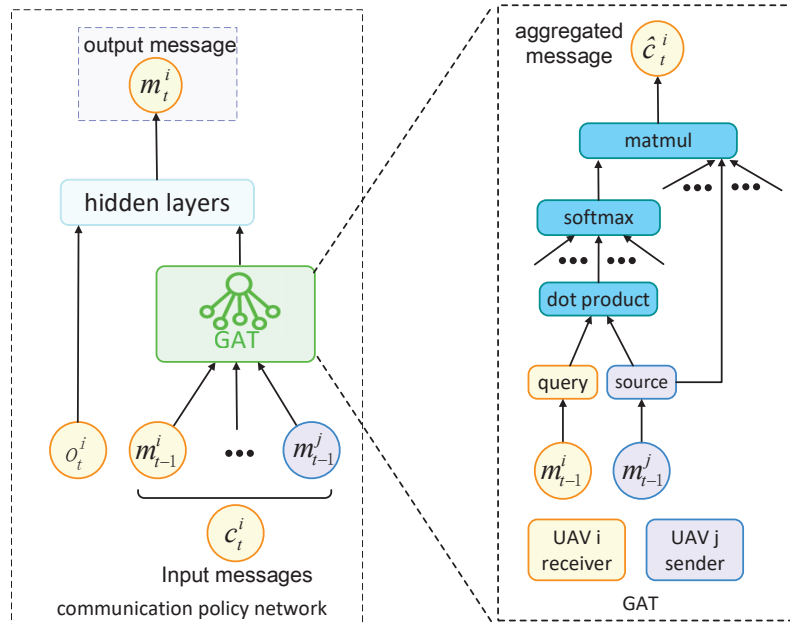 output message
m_t^i
hidden layers
GAT
o_t^i
m_{t-1}^i
•••
m_{t-1}^j
c_t^i
Input messages
communication policy network
aggregated
message
ĉ_t^i
matmul
••• •••
softmax
••• •••
dot product
query
source
m_{t-1}^i
m_{t-1}^j
UAV i
receiver
UAV j
sender
GAT